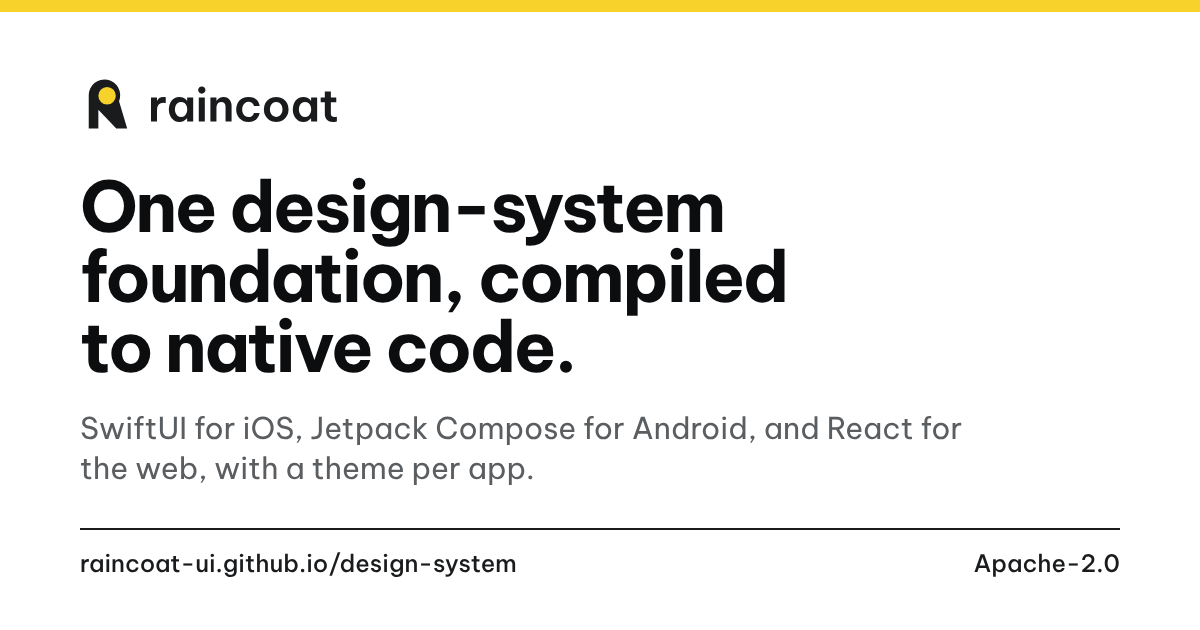 raincoat
One design-system
foundation, compiled
to native code.
SwiftUI for iOS, Jetpack Compose for Android, and React for
the web, with a theme per app.
raincoat-ui.github.io/design-system
Apache-2.0